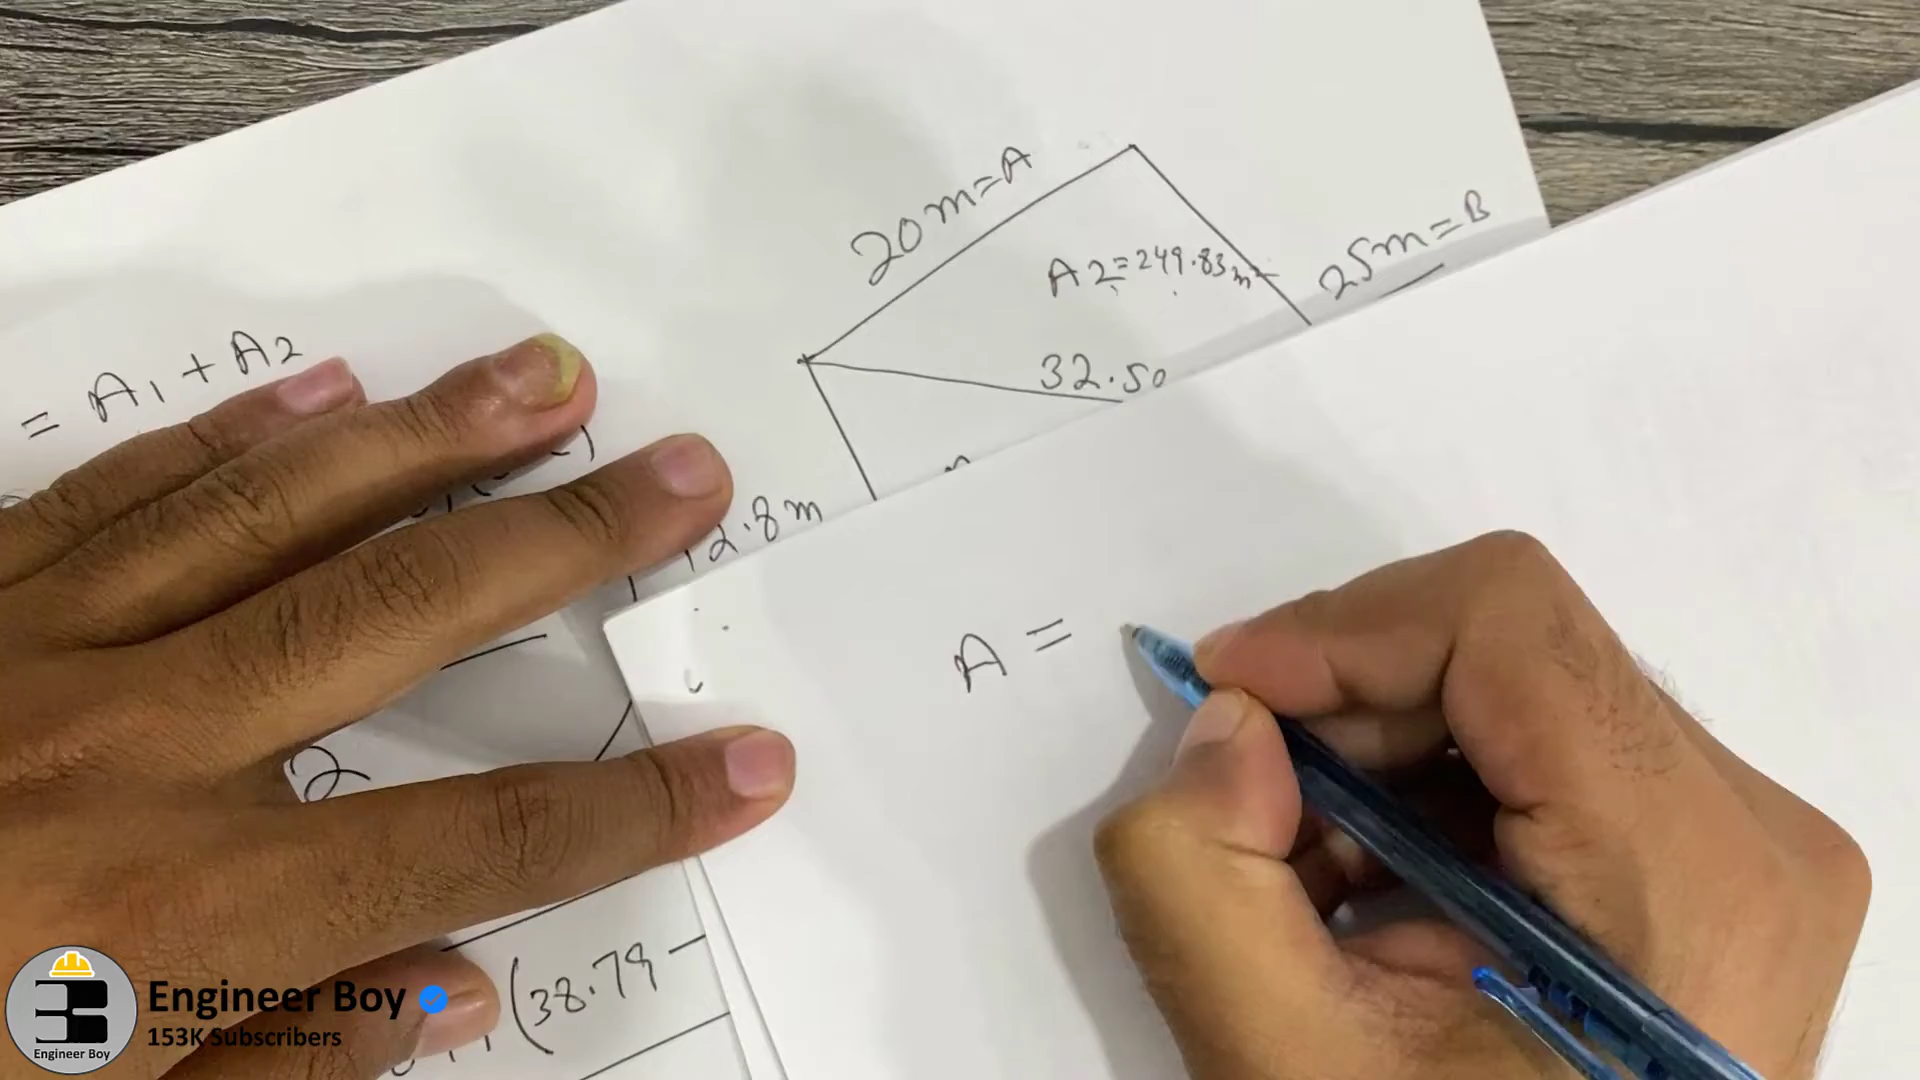 20m=A
25m=B
A2=249.83m²
= A1+A2
32.50
12.8m
A =
2
(38.79 –
Engineer Boy
153K Subscribers
Engineer Boy